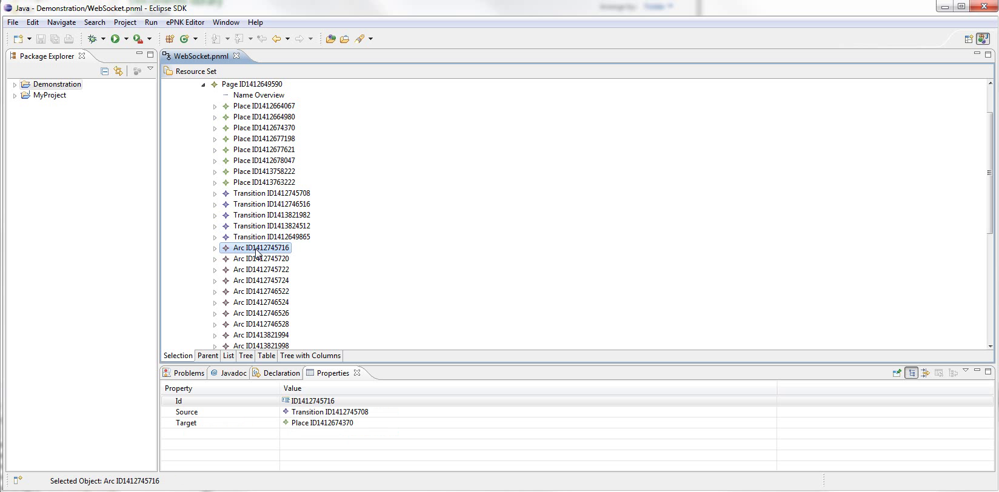 Java - Demonstration/WebSocket.pnml - Eclipse SDK
File Edit Navigate Search Project Run ePNK Editor Window Help
Package Explorer
Demonstration
MyProject
WebSocket.pnml
Resource Set
Page ID1412649590
Name Overview
Place ID1412664067
Place ID1412664980
Place ID1412674370
Place ID1412677198
Place ID1412677621
Place ID1412678047
Place ID1413758222
Place ID1413763222
Transition ID1412745708
Transition ID1412746516
Transition ID1413821982
Transition ID1413824512
Transition ID1412649865
Arc ID1412745716
Arc ID1412745720
Arc ID1412745722
Arc ID1412745724
Arc ID1412746522
Arc ID1412746524
Arc ID1412746526
Arc ID1412746528
Arc ID1413821994
Arc ID1413821998
Selection Parent List Tree Table Tree with Columns
Problems @ Javadoc Declaration Properties
Property Value
Id ID1412745716
Source Transition ID1412745708
Target Place ID1412674370
Selected Object: Arc ID1412745716